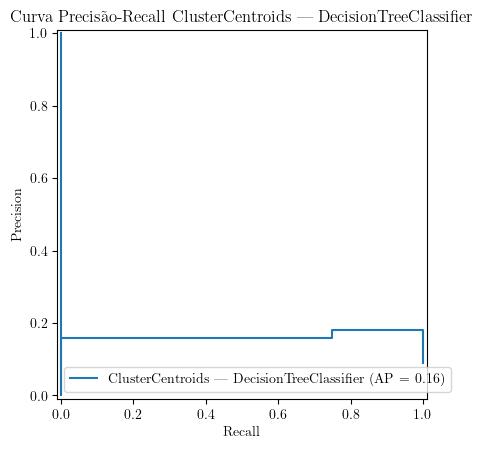 Curva Precisão-Recall ClusterCentroids — DecisionTreeClassifier
1.0
0.8
0.6
0.4
0.2
0.0
Precision
ClusterCentroids — DecisionTreeClassifier (AP = 0.16)
0.0 0.2 0.4 0.6 0.8 1.0
Recall